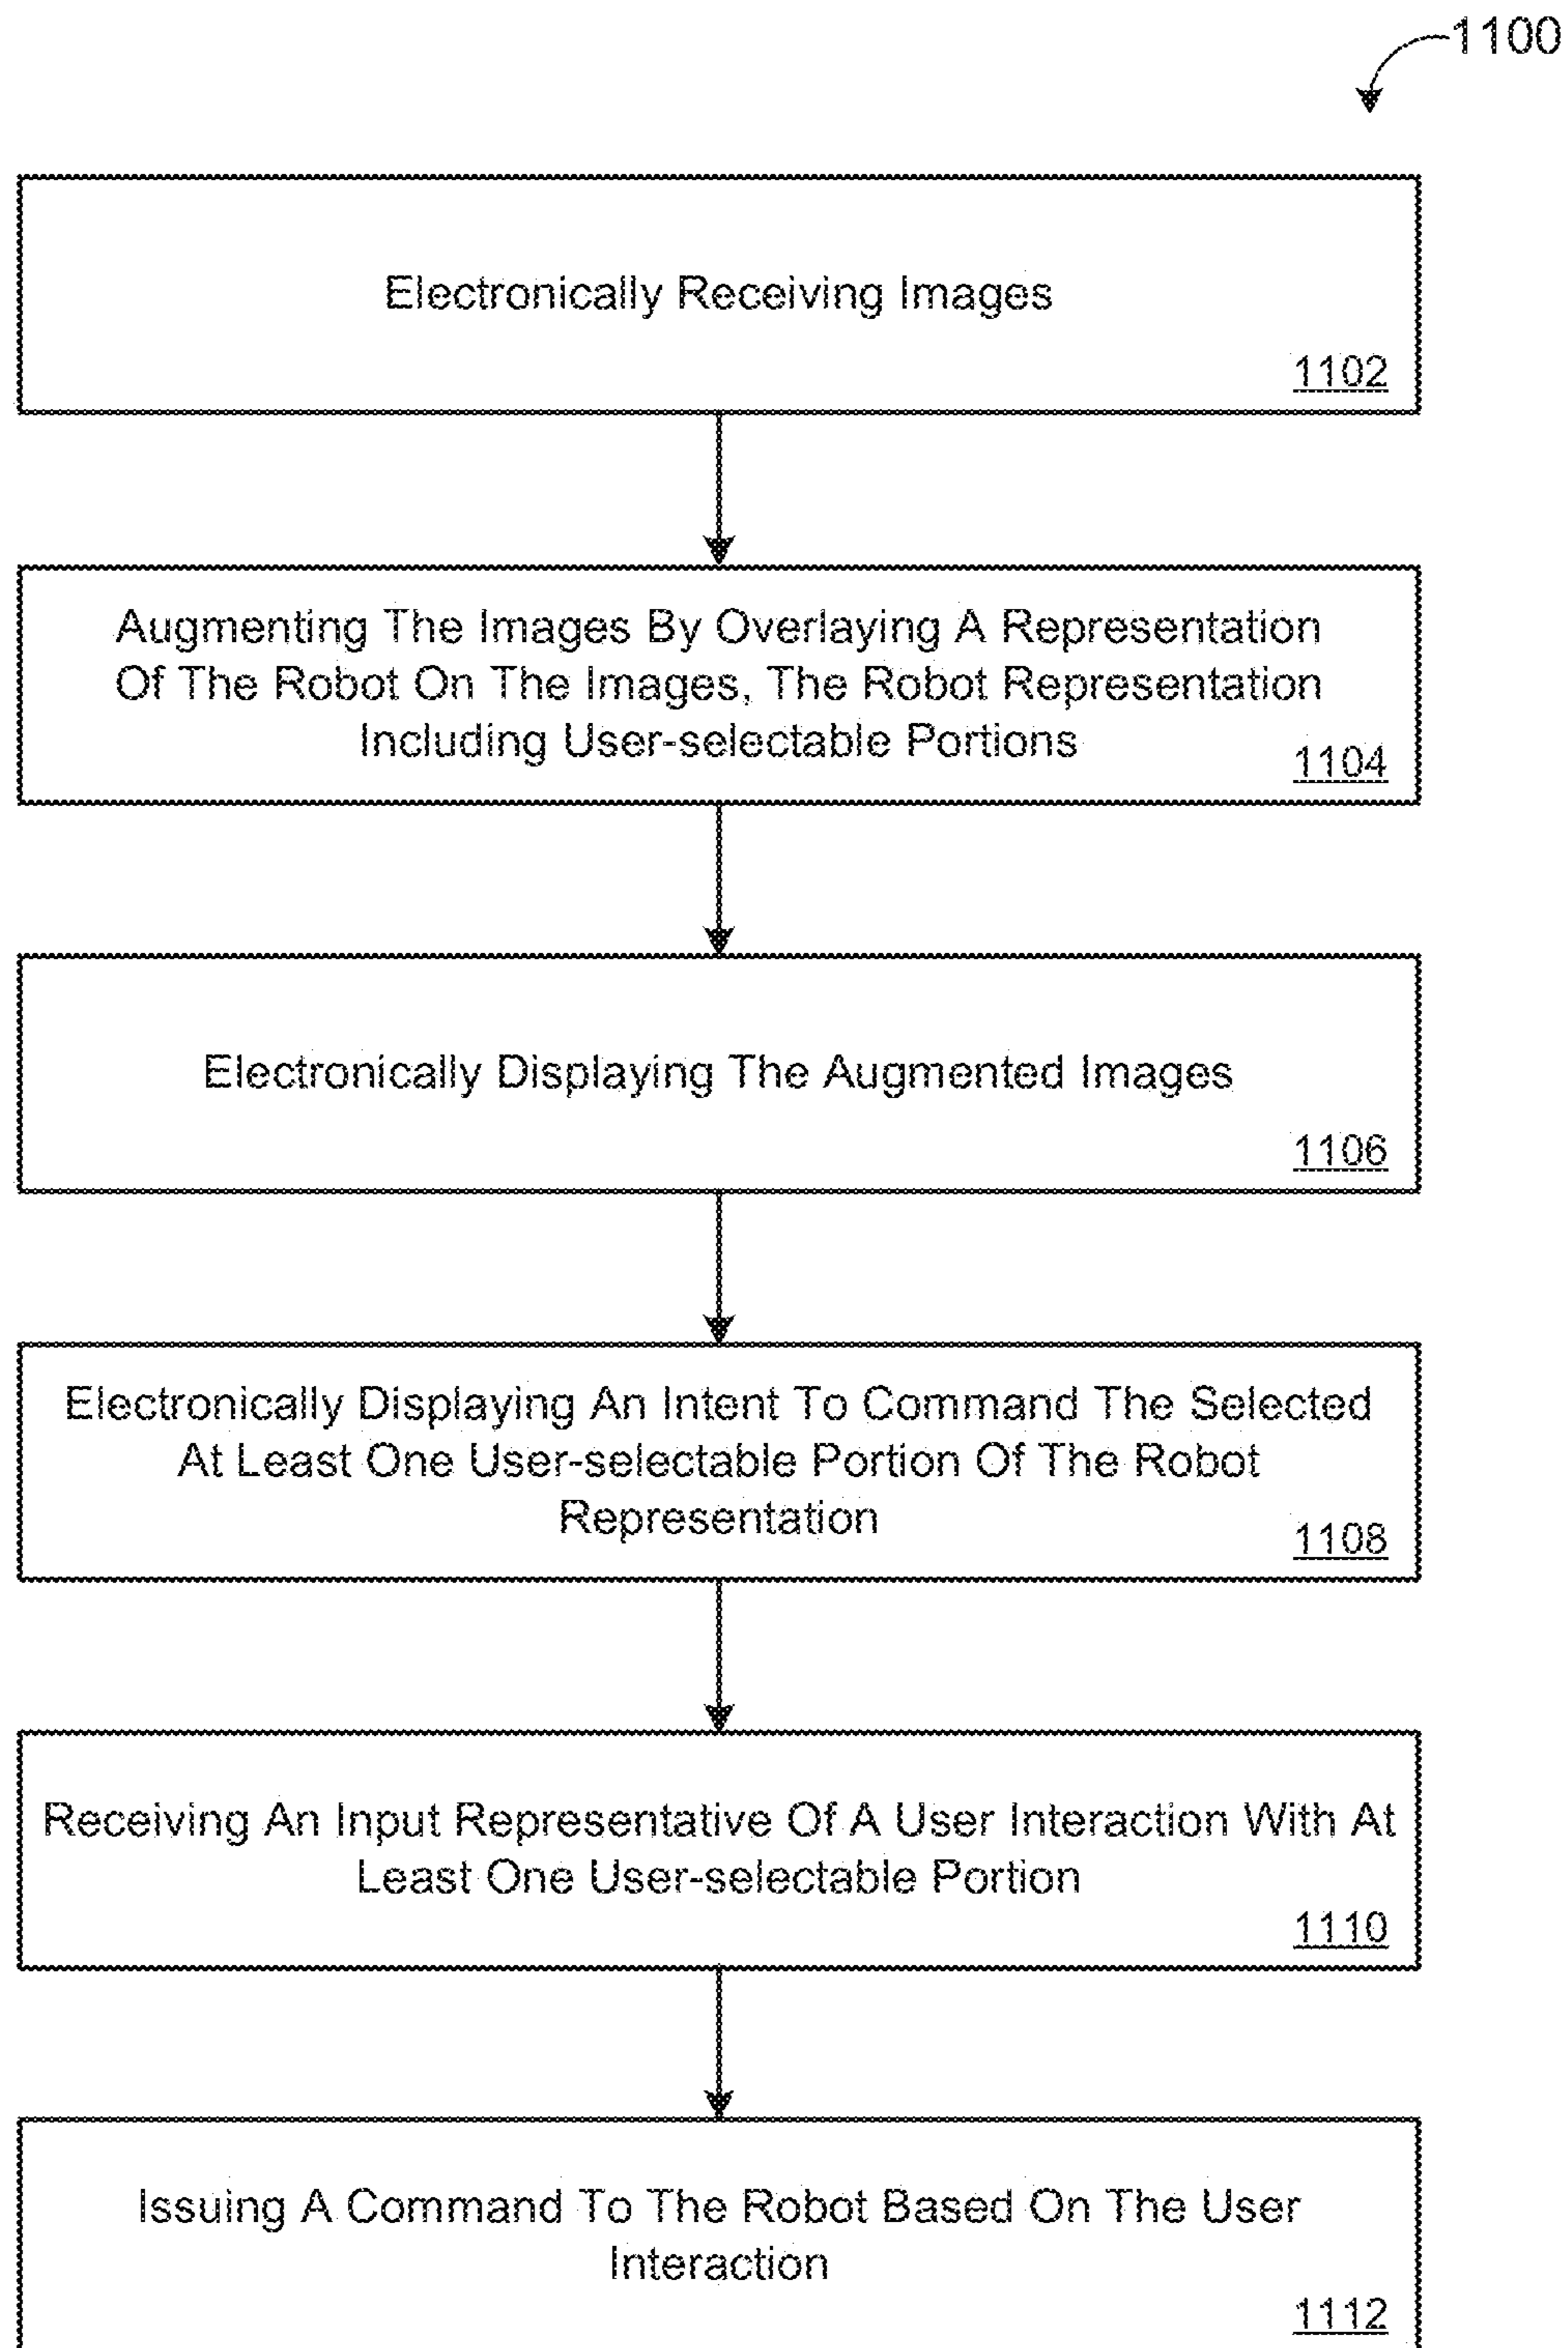 1100
Electronically Receiving Images
1102
Augmenting The Images By Overlaying A Representation
Of The Robot On The Images, The Robot Representation
Including User-selectable Portions
1104
Electronically Displaying The Augmented Images
1106
Electronically Displaying An Intent To Command The Selected
At Least One User-selectable Portion Of The Robot
Representation
1108
Receiving An Input Representative Of A User Interaction With At
Least One User-selectable Portion
1110
Issuing A Command To The Robot Based On The User
Interaction
1112